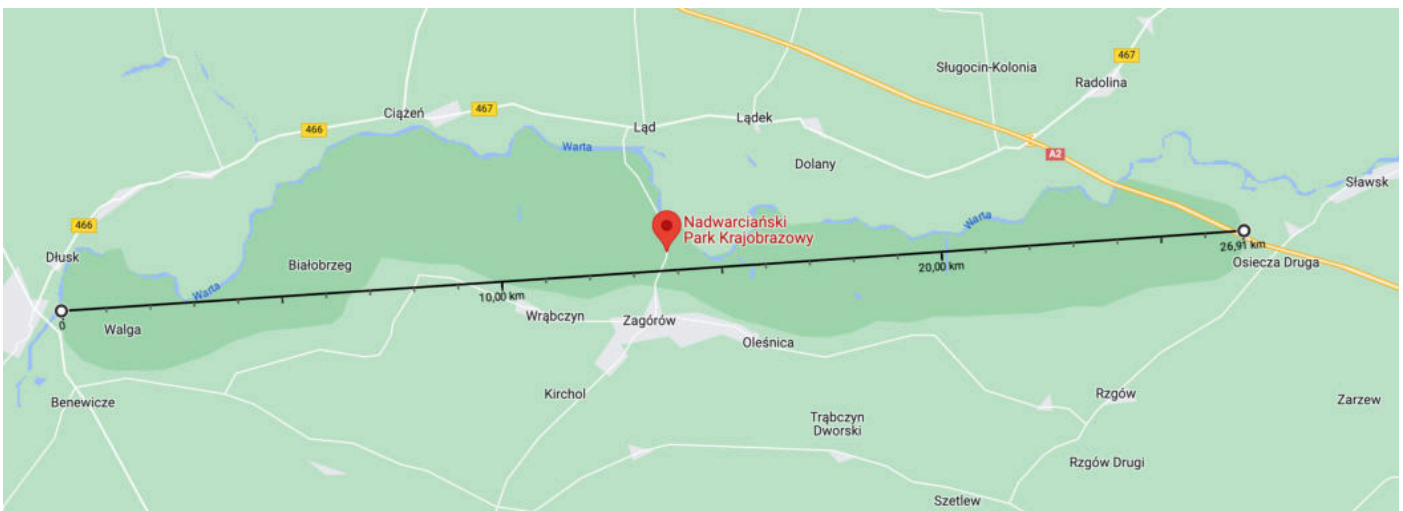 467
Sługocin-Kolonia
Radolina
Ciążeń
467
Lądek
466
Ląd
Warta
A2
Dolany
Sławsk
466
Nadwarciański
Park Krajobrazowy
Warta
26,91 km
Dłusk
Białobrzeg
20,00 km
Osiecza Druga
Warta
10,00 km
0
Walga
Wrąbczyn
Zagórów
Oleśnica
Kirchol
Rzgów
Zarzew
Benewicze
Trąbczyn
Dworski
Rzgów Drugi
Szetlew